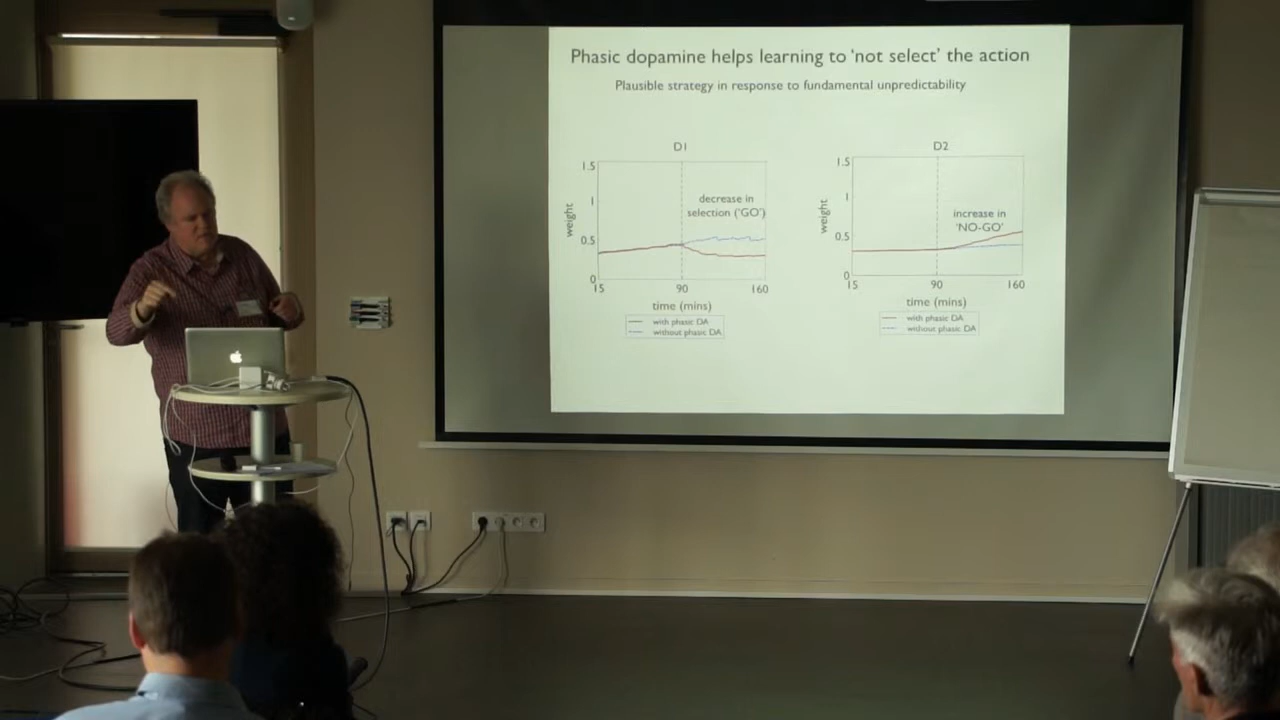 Phasic dopamine helps learning to 'not select' the action
Plausible strategy in response to fundamental unpredictability
D1
1.5
1
0.5
0
weight
decrease in
selection ('GO')
15
90
160
time (mins)
with phasic DA
without phasic DA
D2
1.5
1
0.5
0
weight
increase in
'NO-GO'
15
90
160
time (mins)
with phasic DA
without phasic DA